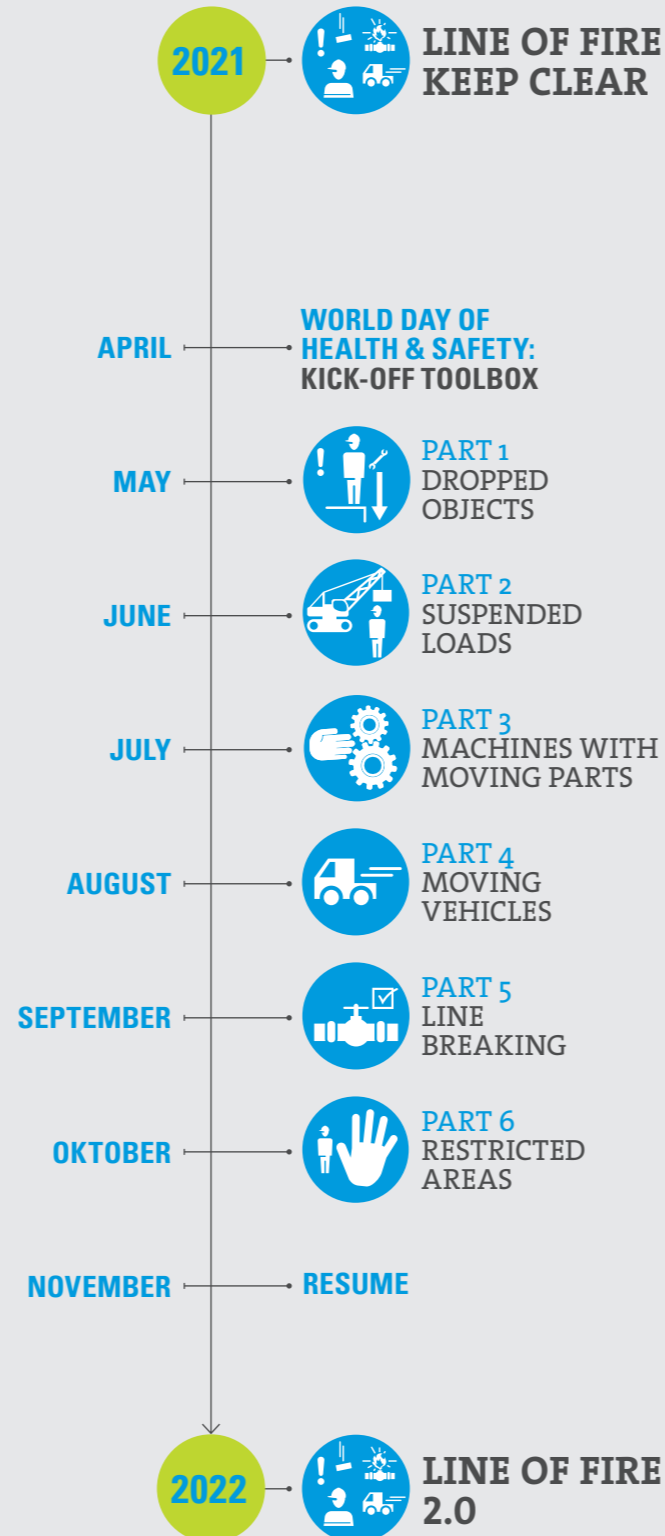 2021
LINE OF FIRE
KEEP CLEAR
APRIL
WORLD DAY OF
HEALTH & SAFETY:
KICK-OFF TOOLBOX
MAY
PART 1
DROPPED
OBJECTS
JUNE
PART 2
SUSPENDED
LOADS
JULY
PART 3
MACHINES WITH
MOVING PARTS
AUGUST
PART 4
MOVING
VEHICLES
SEPTEMBER
PART 5
LINE
BREAKING
OKTOBER
PART 6
RESTRICTED
AREAS
NOVEMBER
RESUME
2022
LINE OF FIRE
2.0